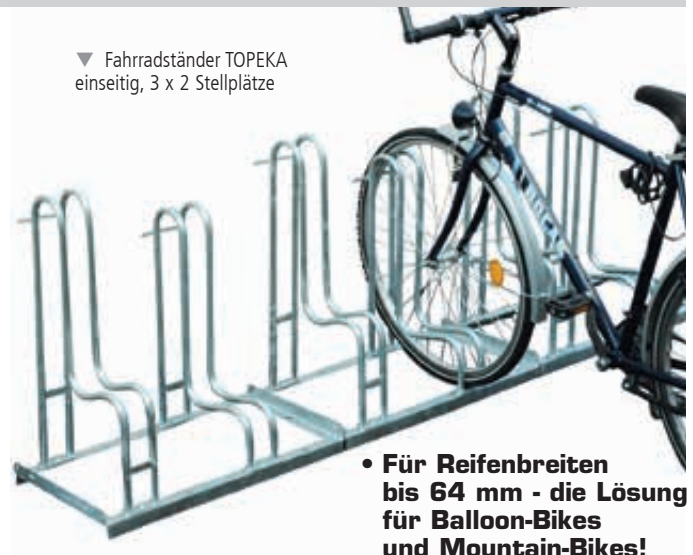 ▼ Fahrradständer TOPEKA
einseitig, 3 x 2 Stellplätze
• Für Reifenbreiten
bis 64 mm - die Lösung
für Balloon-Bikes
und Mountain-Bikes!